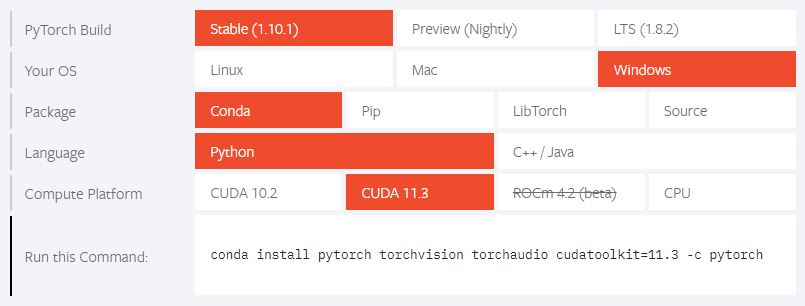 PyTorch Build Stable (1.10.1) Preview (Nightly) LTS (1.8.2)
Your OS Linux Mac Windows
Package Conda Pip LibTorch Source
Language Python C++ / Java
Compute Platform CUDA 10.2 CUDA 11.3 ROCm 4.2 (beta) CPU
Run this Command: conda install pytorch torchvision torchaudio cudatoolkit=11.3 -c pytorch